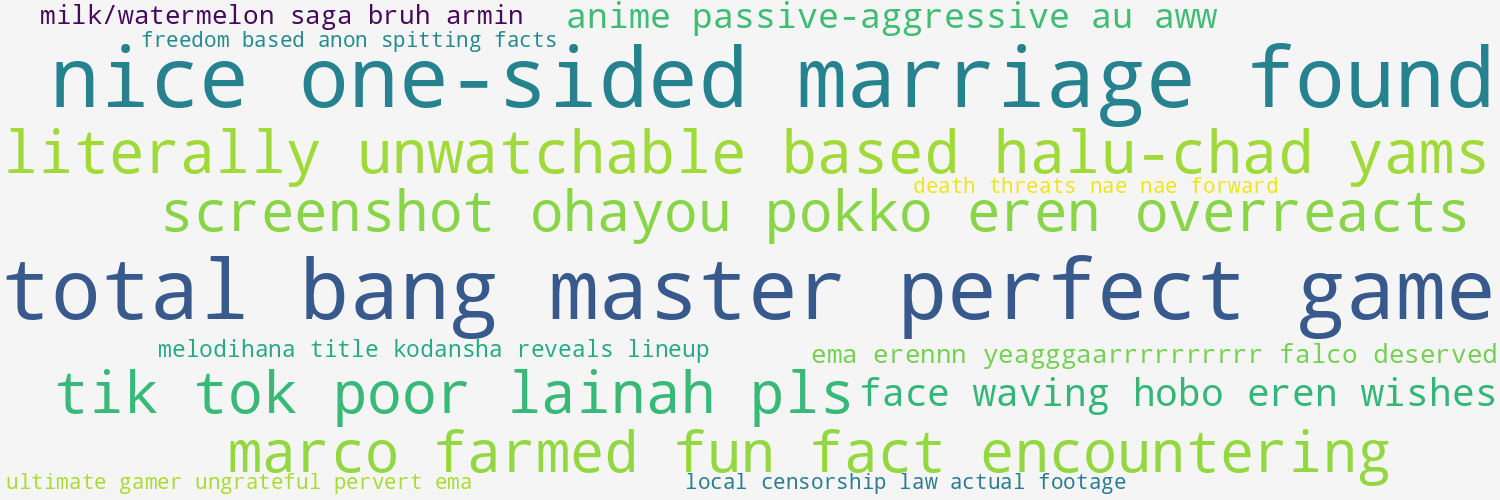 milk/watermelon saga bruh armin
anime passive-aggressive au aww
freedom based anon spitting facts
nice one-sided marriage found
literally unwatchable based halu-chad yams
death threats nae nae forward
screenshot ohayou pokko eren overreacts
total bang master perfect game
melodihana title kodansha reveals lineup
ema erennn yeagggaarrrrrrrrrr falco deserved
tik tok poor lainah pls
face waving hobo eren wishes
marco farmed fun fact encountering
ultimate gamer ungrateful pervert ema
local censorship law actual footage